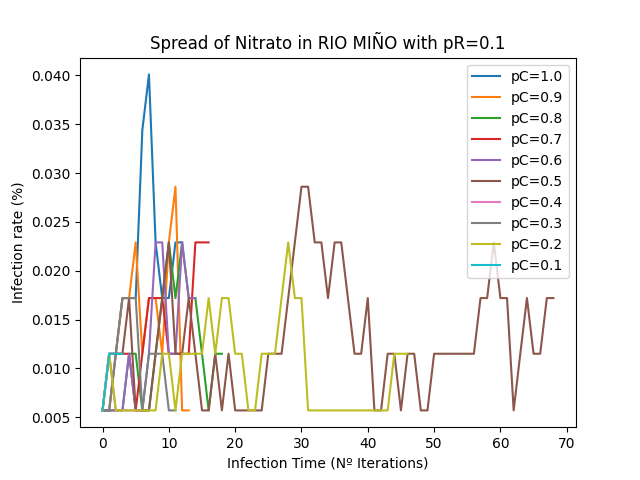 Spread of Nitrato in RIO MIÑO with pR=0.1
Infection rate (%)
0.040
0.035
0.030
0.025
0.020
0.015
0.010
0.005
pC=1.0
pC=0.9
pC=0.8
pC=0.7
pC=0.6
pC=0.5
pC=0.4
pC=0.3
pC=0.2
pC=0.1
0 10 20 30 40 50 60 70
Infection Time (Nº Iterations)